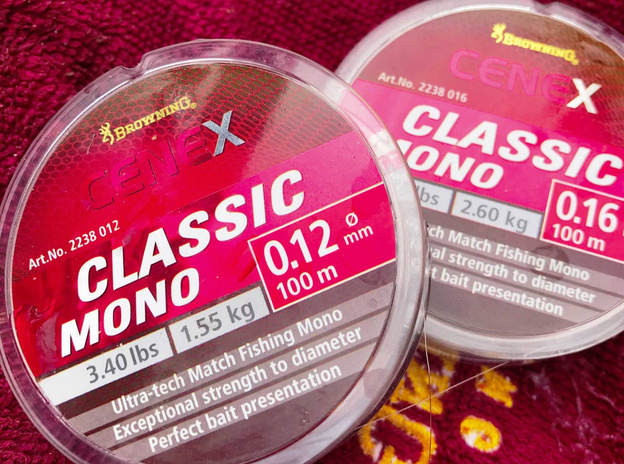 BROWNING®
CENEX
Art.No. 2238 012
CLASSIC
MONO
0.12 Ø mm
100 m
3.40 lbs
1.55 kg
Ultra-tech Match Fishing Mono
Exceptional strength to diameter
Perfect bait presentation
BROWNING®
CENEX
Art.No. 2238 016
CLASSIC
MONO
0.16
100 m
lbs
2.60 kg
Match Fishing Mono
strength to diameter
bait presentation